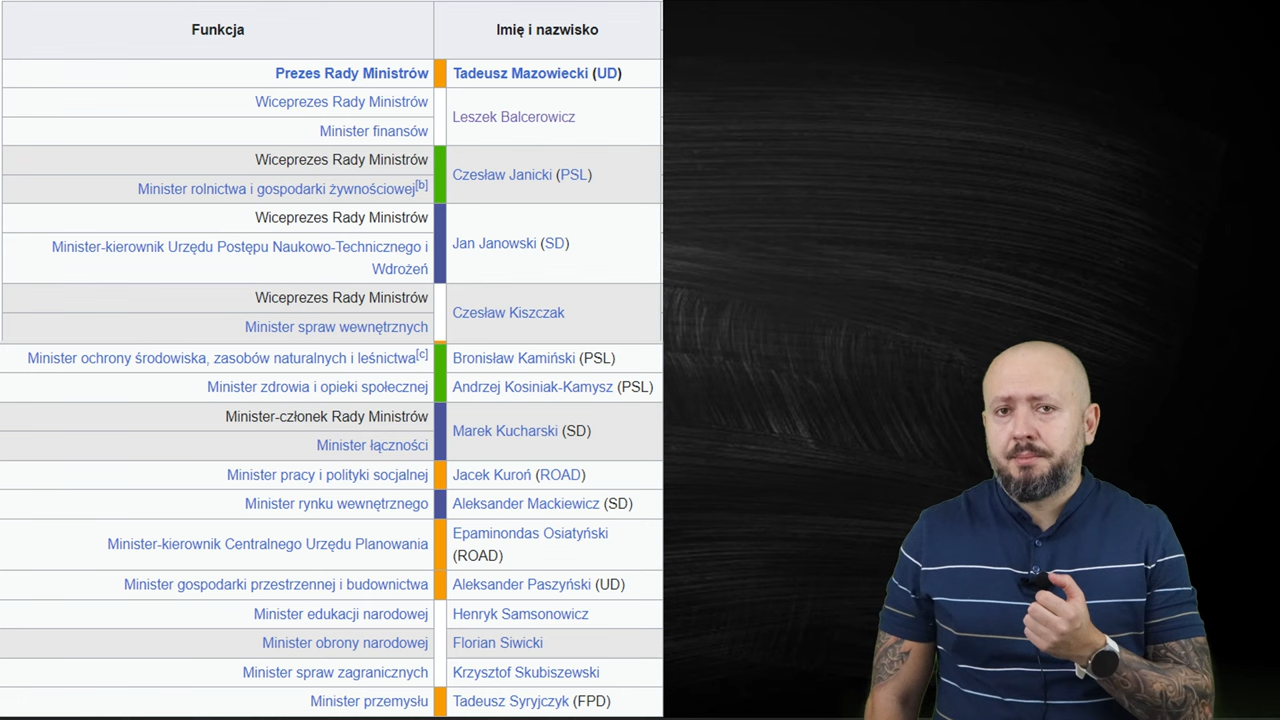 Funkcja Imię i nazwisko
Prezes Rady Ministrów Tadeusz Mazowiecki (UD)
Wiceprezes Rady Ministrów
Leszek Balcerowicz
Minister finansów
Wiceprezes Rady Ministrów
Czesław Janicki (PSL)
Minister rolnictwa i gospodarki żywnościowej[b]
Wiceprezes Rady Ministrów
Jan Janowski (SD)
Minister-kierownik Urzędu Postępu Naukowo-Technicznego i
Wdrożeń
Wiceprezes Rady Ministrów
Czesław Kiszczak
Minister spraw wewnętrznych
Minister ochrony środowiska, zasobów naturalnych i leśnictwa[c] Bronisław Kamiński (PSL)
Minister zdrowia i opieki społecznej Andrzej Kosiniak-Kamysz (PSL)
Minister-członek Rady Ministrów
Marek Kucharski (SD)
Minister łączności
Minister pracy i polityki socjalnej Jacek Kuroń (ROAD)
Minister rynku wewnętrznego Aleksander Mackiewicz (SD)
Minister-kierownik Centralnego Urzędu Planowania Epaminondas Osiatyński
(ROAD)
Minister gospodarki przestrzennej i budownictwa Aleksander Paszyński (UD)
Minister edukacji narodowej Henryk Samsonowicz
Minister obrony narodowej Florian Siwicki
Minister spraw zagranicznych Krzysztof Skubiszewski
Minister przemysłu Tadeusz Syryjczyk (FPD)